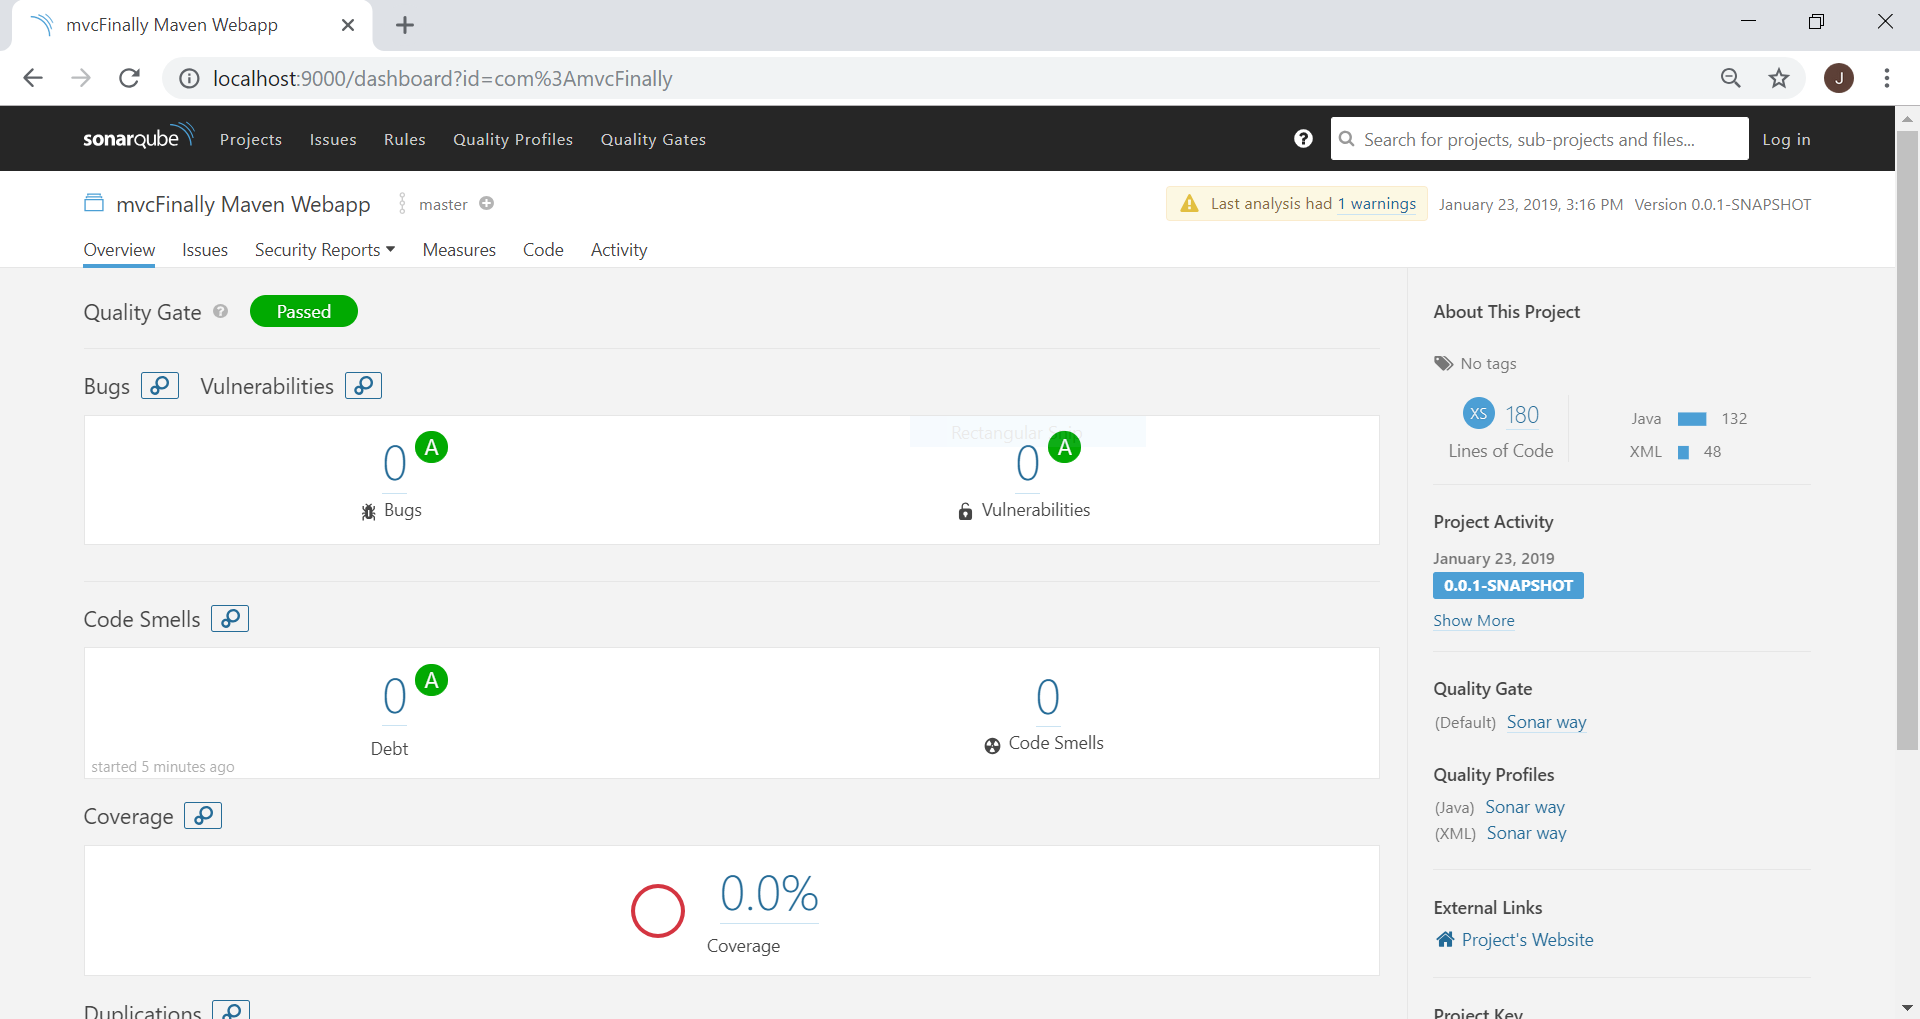 mvcFinally Maven Webapp
localhost:9000/dashboard?id=com%3AmvcFinally
J
sonarqube Projects Issues Rules Quality Profiles Quality Gates
Search for projects, sub-projects and files... Log in
mvcFinally Maven Webapp master
Last analysis had 1 warnings January 23, 2019, 3:16 PM Version 0.0.1-SNAPSHOT
Overview Issues Security Reports Measures Code Activity
Quality Gate Passed
Bugs Vulnerabilities
Rectangular
0 A
Bugs
0 A
Vulnerabilities
Code Smells
0 A
Debt
started 5 minutes ago
0
Code Smells
Coverage
0.0%
Coverage
Duplications
About This Project
No tags
XS 180
Lines of Code
Java 132
XML 48
Project Activity
January 23, 2019
0.0.1-SNAPSHOT
Show More
Quality Gate
(Default) Sonar way
Quality Profiles
(Java) Sonar way
(XML) Sonar way
External Links
Project's Website
Project Key